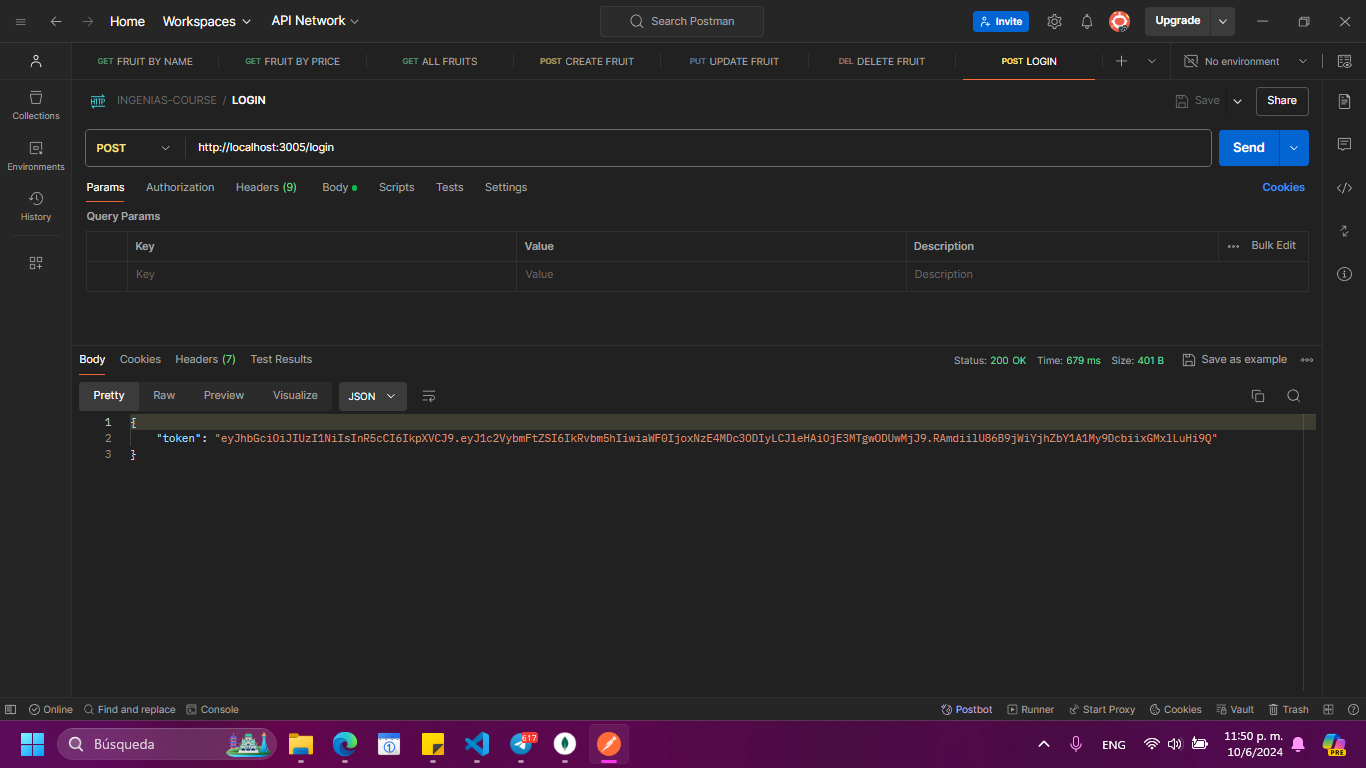 Home Workspaces API Network Search Postman Invite Upgrade
GET FRUIT BY NAME GET FRUIT BY PRICE GET ALL FRUITS POST CREATE FRUIT PUT UPDATE FRUIT DEL DELETE FRUIT POST LOGIN No environment
HTTP INGENIAS-COURSE / LOGIN Save Share
Collections
Environments
History
POST http://localhost:3005/login Send
Params Authorization Headers (9) Body Scripts Tests Settings Cookies
Query Params
Key Value Description Bulk Edit
Key Value Description
Body Cookies Headers (7) Test Results Status: 200 OK Time: 679 ms Size: 401 B Save as example
Pretty Raw Preview Visualize JSON
1 {
2 "token": "eyJhbGciOiJIUzI1NiIsInR5cCI6IkpXVCJ9.eyJ1c2VybmFtZSI6IkRvbm5hIiwiaWF0IjoxNzE4MDc3ODIyLCJleHAiOjE3MTgwODUwMjJ9.RAmdiilU86B9jWiYjhZbY1A1My9DcbiixGMxlLuHi9Q"
3 }
Online Find and replace Console Postbot Runner Start Proxy Cookies Vault Trash
Búsqueda 617 ENG 11:50 p. m.
10/6/2024 PRE